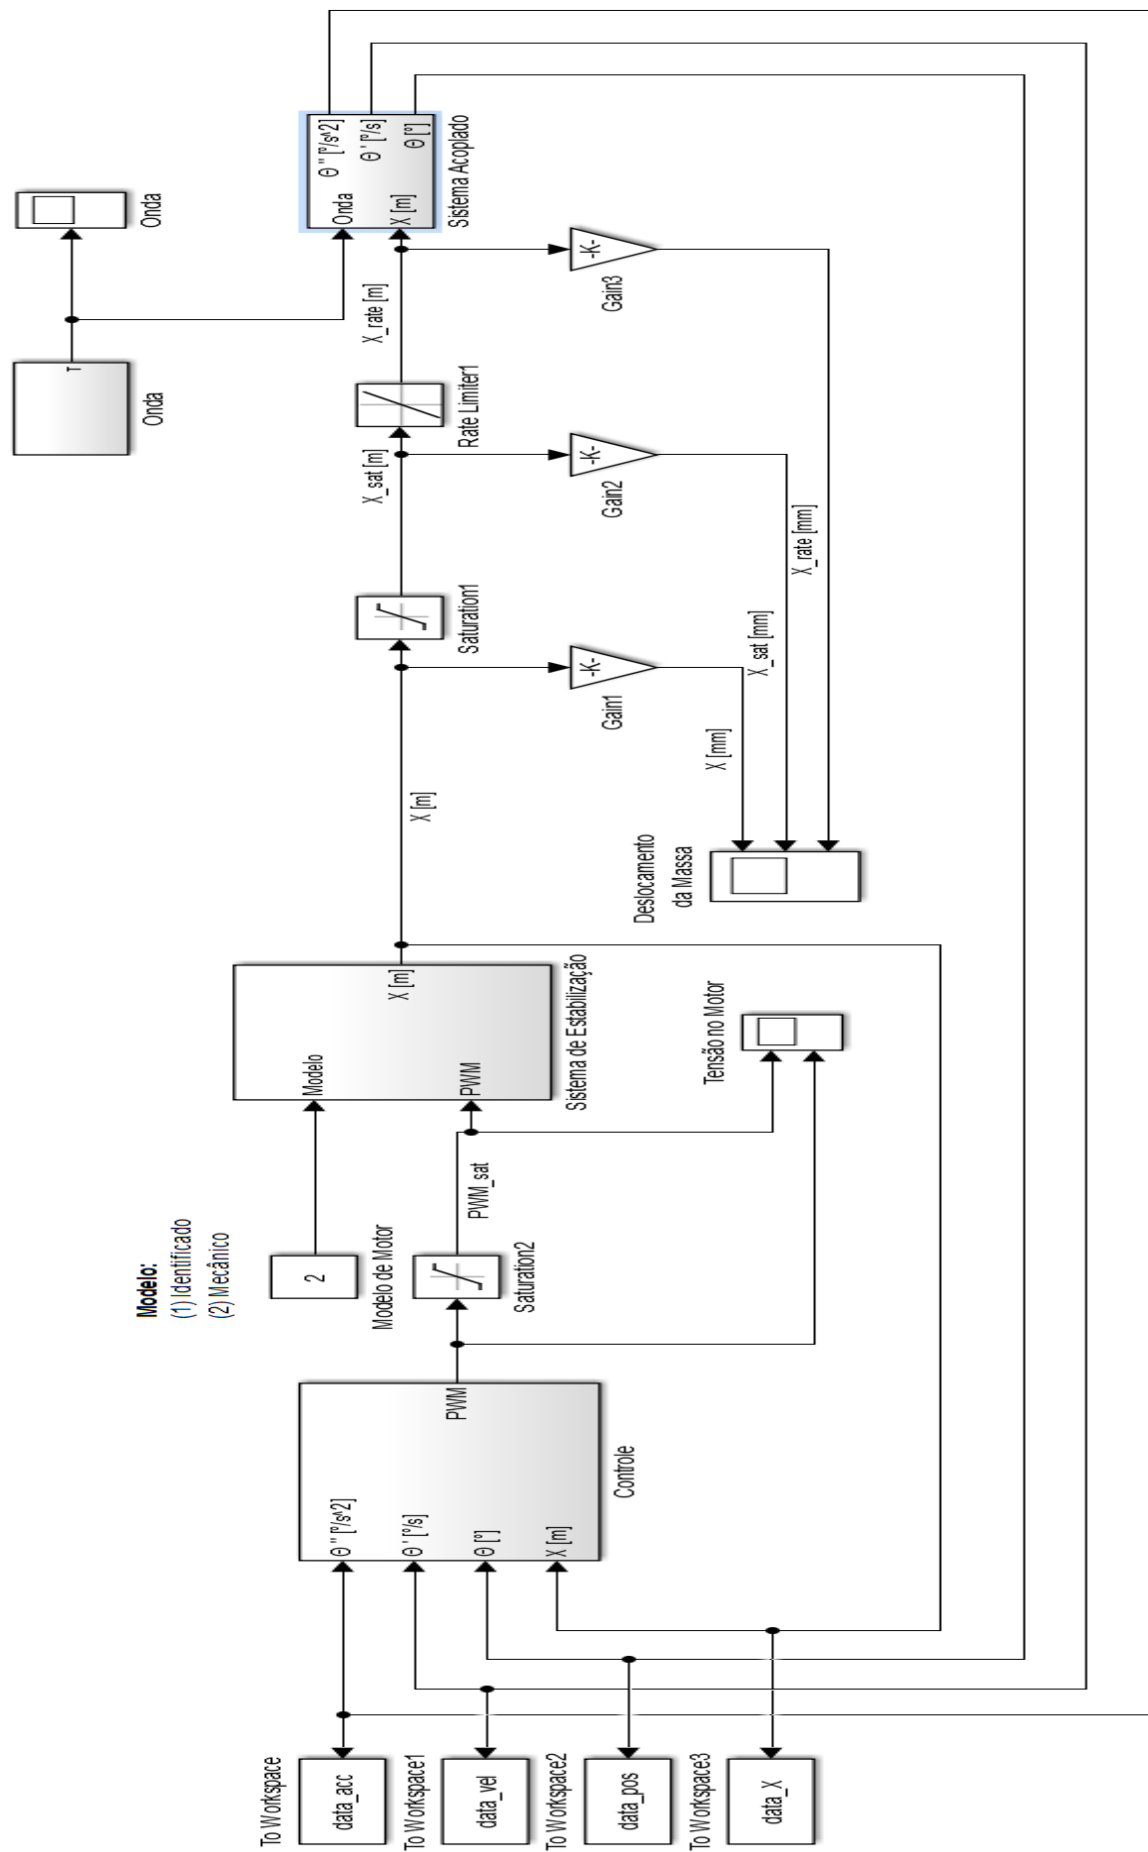 Modelo:
(1) Identificado
(2) Mecânico
To Workspace
data_acc
To Workspace1
data_vel
To Workspace2
data_pos
To Workspace3
data_X
Θ '' [º/s^2]
Θ ' [º/s]
Θ [º]
X [m]
PWM
Controle
2
Modelo de Motor
Saturation2
PWM_sat
Modelo
PWM
X [m]
Sistema de Estabilização
Tensão no Motor
X [m]
Deslocamento
da Massa
X [mm]
X_sat [mm]
X_rate [mm]
-K-
Gain1
Saturation1
X_sat [m]
-K-
Gain2
Rate Limiter1
X_rate [m]
-K-
Gain3
T
Onda
Onda
Onda
X [m]
Θ '' [º/s^2]
Θ ' [º/s]
Θ [º]
Sistema Acoplado